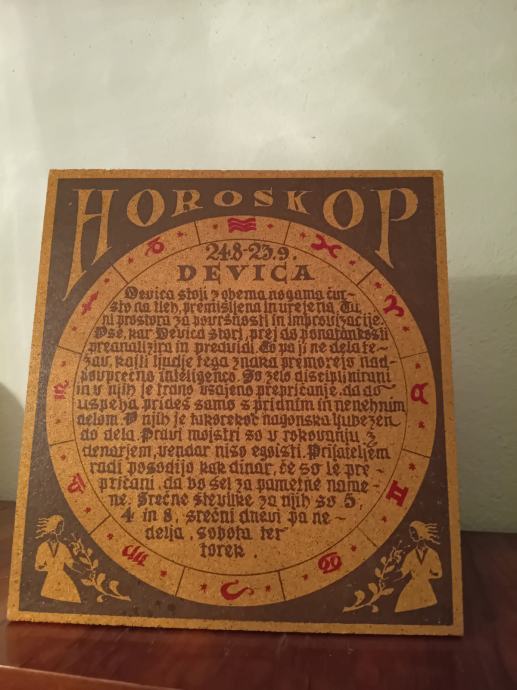 HOROSKOP
24.8-23.9.
DEVICA
Devica stoji z obema nogama čvr-
sto na tleh, premišljena in urejena. Tu
ni prostora za površnosti in improvizacije.
Vse, kar Devica stori, prej do ponatankosti
preanalizira in predvidi. To pa ji ne dela te-
žav, kajti ljudje tega znaka premorejo nad-
povprečno inteligenco. So zelo disciplinirani
in v njih je trdno vsajeno prepričanje, da do
uspeha prideš samo s pridnim in nenehnim
delom. V njih je takorekoč nagonska ljubezen
do dela. Pravi mojstri so v rokovanju z
denarjem, vendar niso egoisti. Prijateljem
radi posodijo kak dinar, če so le pre-
pričani, da bo šel za pametne name-
ne. Srečne številke za njih so 5,
4 in 8, srečni dnevi pa ne-
delja, sobota ter
torek.